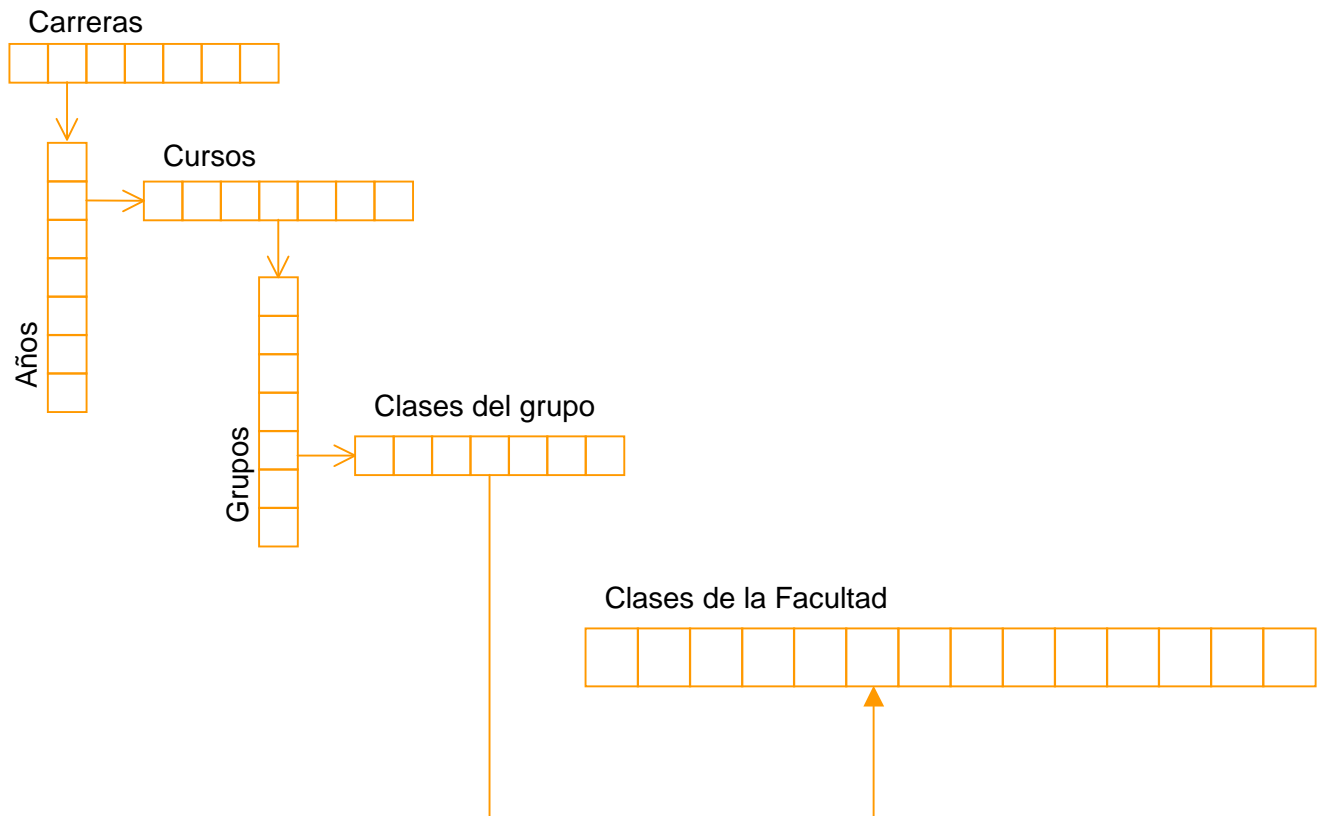 Carreras
Cursos
Años
Clases del grupo
Grupos
Clases de la Facultad